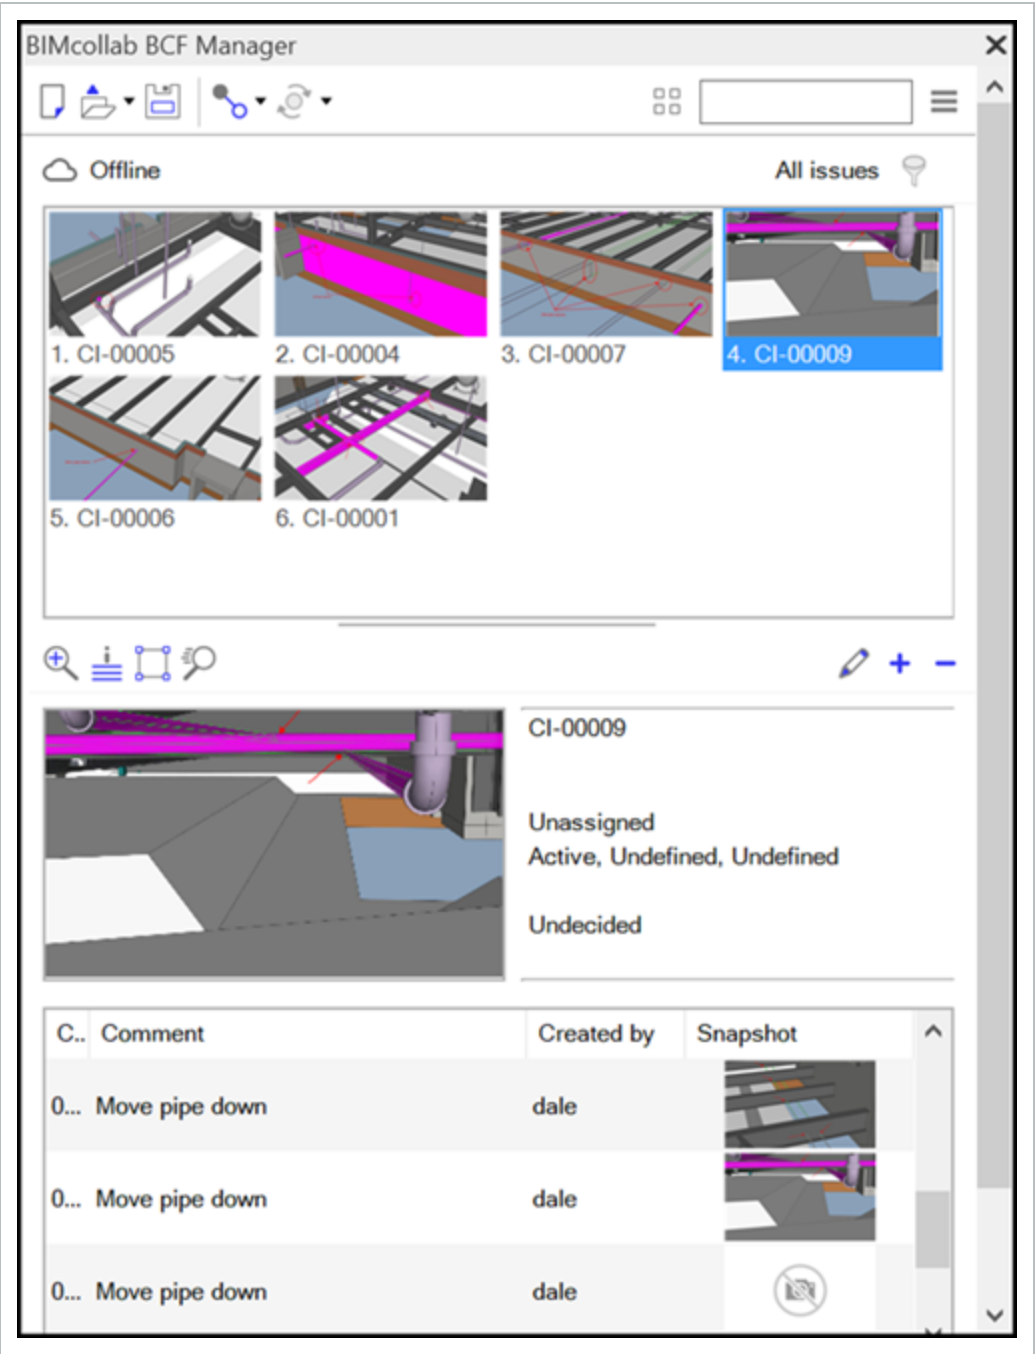 BIMcollab BCF Manager
Offline
All issues
1. CI-00005
2. CI-00004
3. CI-00007
4. CI-00009
5. CI-00006
6. CI-00001
CI-00009
Unassigned
Active, Undefined, Undefined
Undecided
C.. Comment Created by Snapshot
0... Move pipe down dale
0... Move pipe down dale
0... Move pipe down dale